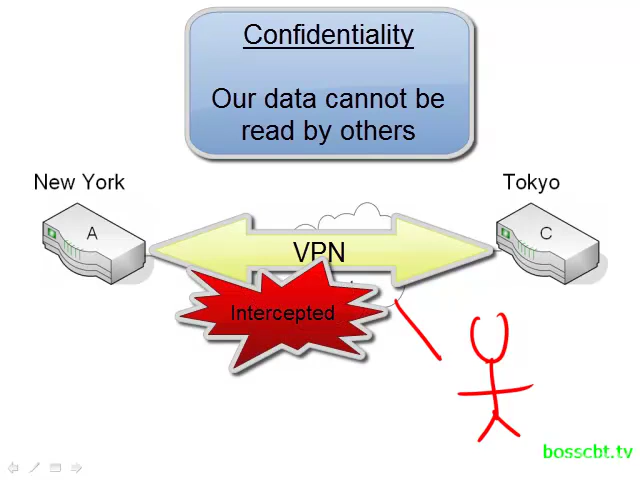 Confidentiality
Our data cannot be
read by others
New York
Tokyo
A
C
VPN
Intercepted
bosscbt.tv